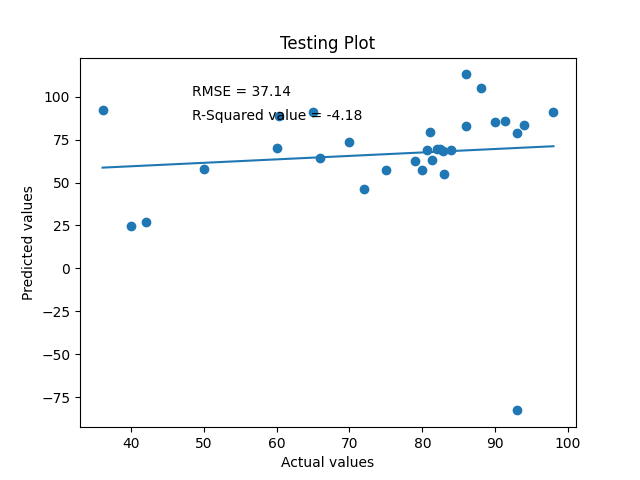 Testing Plot
RMSE = 37.14
R-Squared value = -4.18
100
75
50
25
0
−25
−50
−75
Predicted values
40 50 60 70 80 90 100
Actual values